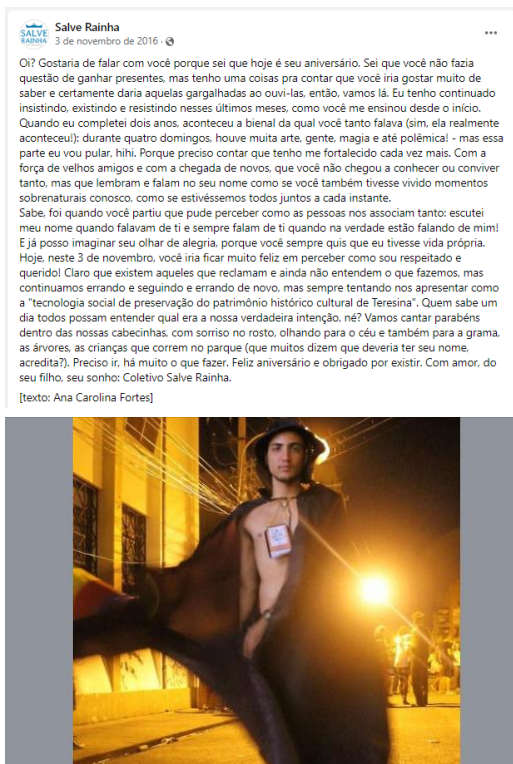 Salve Rainha
SALVE
RAINHA
3 de novembro de 2016 ·
Oi? Gostaria de falar com você porque sei que hoje é seu aniversário. Sei que você não fazia
questão de ganhar presentes, mas tenho uma coisas pra contar que você iria gostar muito de
saber e certamente daria aquelas gargalhadas ao ouvi-las, então, vamos lá. Eu tenho continuado
insistindo, existindo e resistindo nesses últimos meses, como você me ensinou desde o início.
Quando eu completei dois anos, aconteceu a bienal da qual você tanto falava (sim, ela realmente
aconteceu!): durante quatro domingos, houve muita arte, gente, magia e até polêmica! - mas essa
parte eu vou pular, hihi. Porque preciso contar que tenho me fortalecido cada vez mais. Com a
força de velhos amigos e com a chegada de novos, que você não chegou a conhecer ou conviver
tanto, mas que lembram e falam no seu nome como se você também tivesse vivido momentos
sobrenaturais conosco, como se estivéssemos todos juntos a cada instante.
Sabe, foi quando você partiu que pude perceber como as pessoas nos associam tanto: escutei
meu nome quando falavam de ti e sempre falam de ti quando na verdade estão falando de mim!
E já posso imaginar seu olhar de alegria, porque você sempre quis que eu tivesse vida própria.
Hoje, neste 3 de novembro, você iria ficar muito feliz em perceber como sou respeitado e
querido! Claro que existem aqueles que reclamam e ainda não entendem o que fazemos, mas
continuamos errando e seguindo e errando de novo, mas sempre tentando nos apresentar como
a "tecnologia social de preservação do patrimônio histórico cultural de Teresina". Quem sabe um
dia todos possam entender qual era a nossa verdadeira intenção, né? Vamos cantar parabéns
dentro das nossas cabecinhas, com sorriso no rosto, olhando para o céu e também para a grama,
as árvores, as crianças que correm no parque (que muitos dizem que deveria ter seu nome,
acredita?). Preciso ir, há muito o que fazer. Feliz aniversário e obrigado por existir. Com amor, do
seu filho, seu sonho: Coletivo Salve Rainha.
[texto: Ana Carolina Fortes]